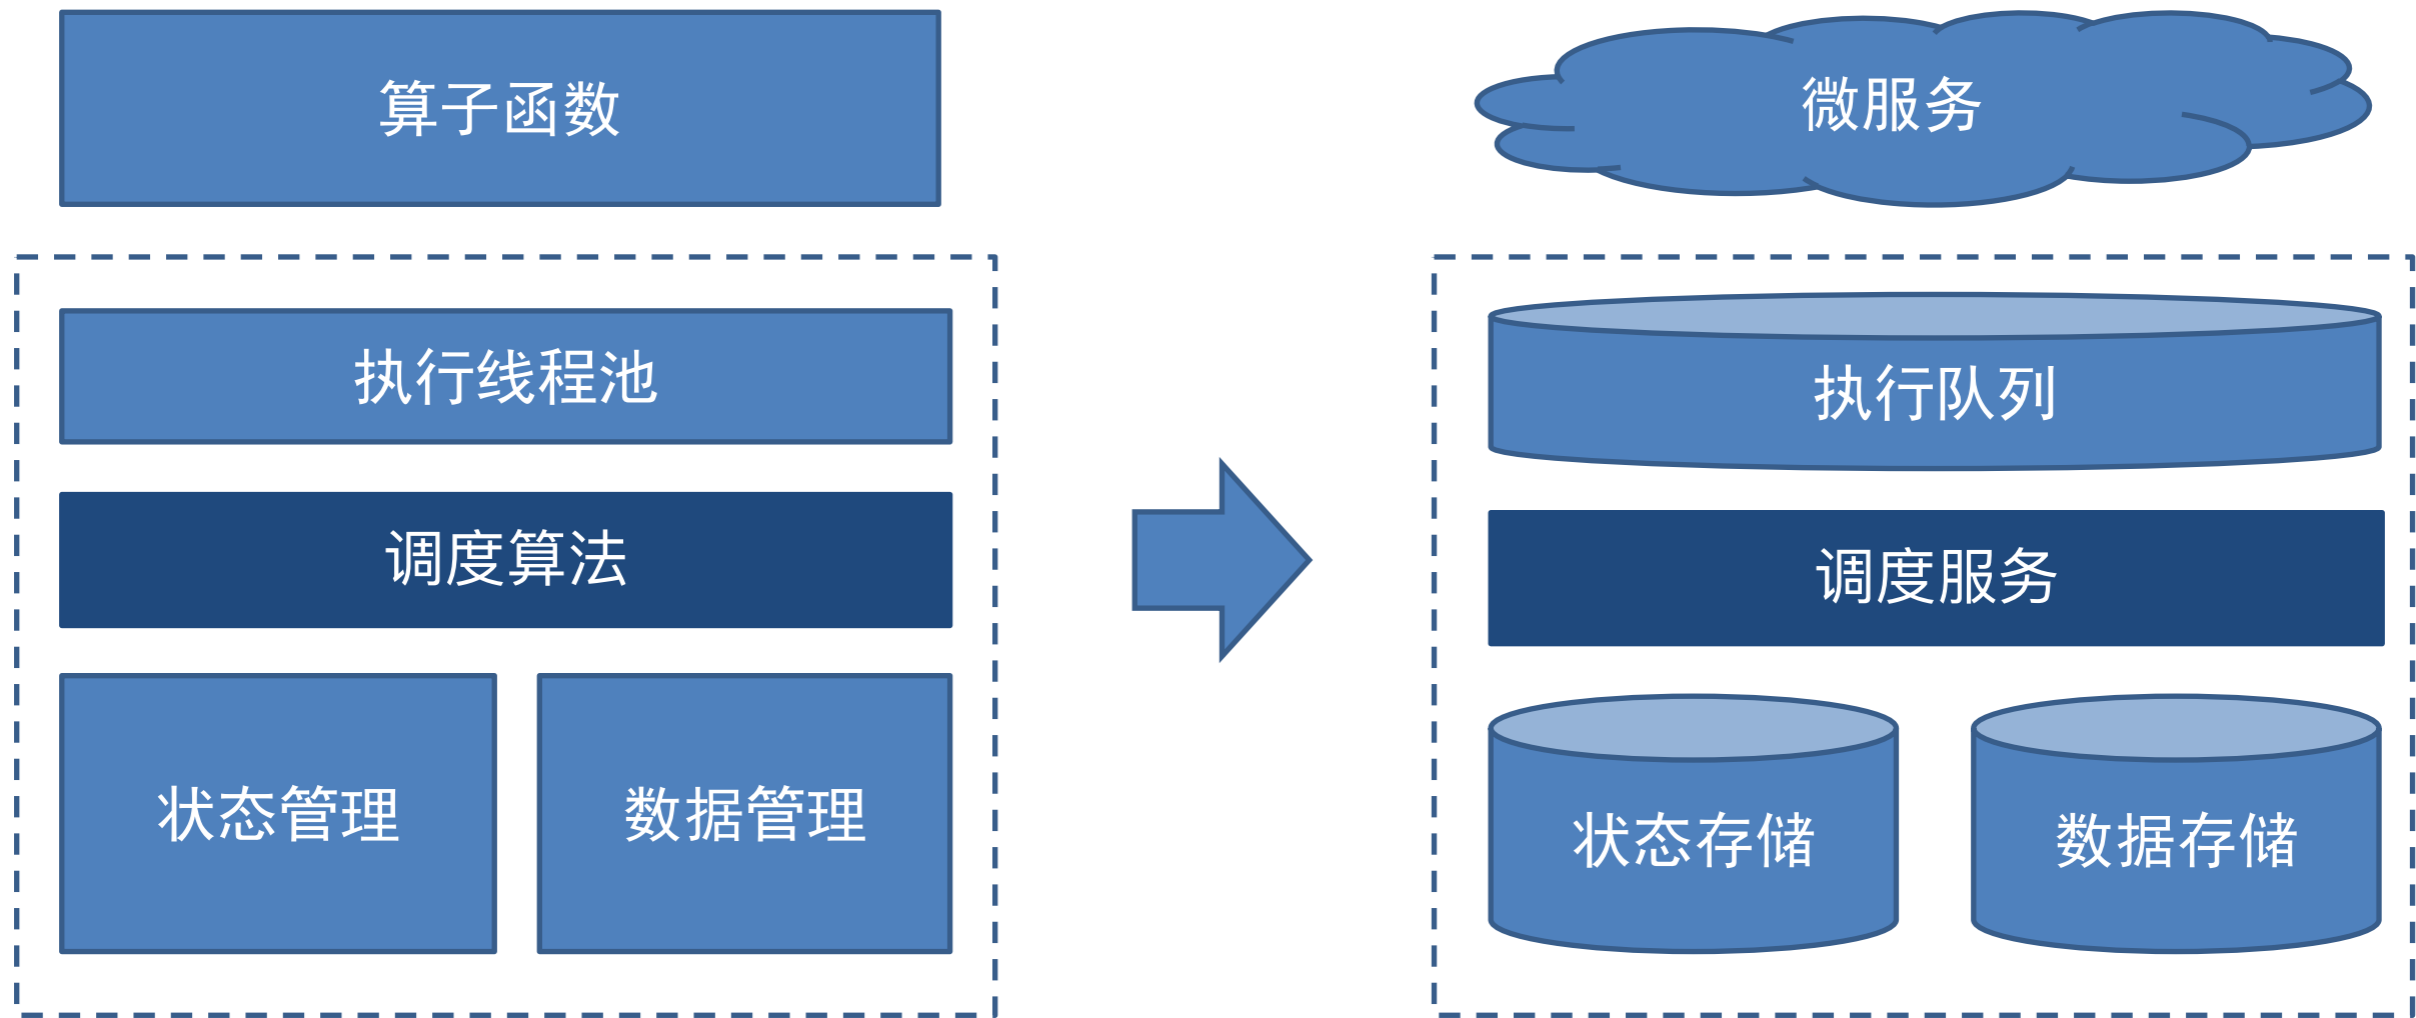 算子函数
执行线程池
调度算法
状态管理
数据管理
微服务
执行队列
调度服务
状态存储
数据存储